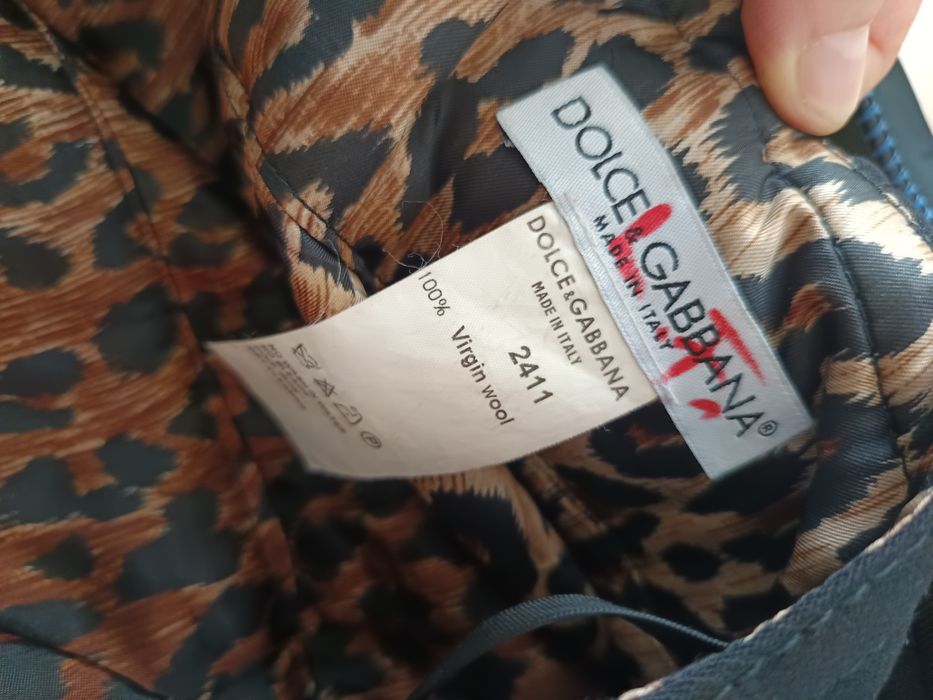 DOLCE & GABBANA®
MADE IN ITALY
DOLCE & GABBANA
MADE IN ITALY
2411
100% Virgin wool
P